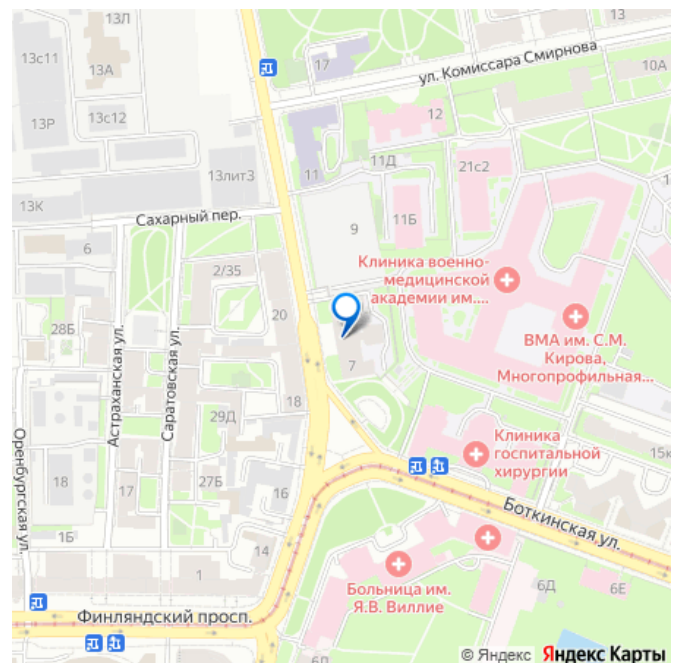 13Л
13
13с11
13А
17
ул. Комиссара Смирнова
10А
13Р
13с12
12
13лит3
11
11Д
21с2
13К
Сахарный пер.
9
11Б
6
2/35
Клиника военно-
медицинской
академии им....
20
28Б
ВМА им. С.М.
Кирова,
Многопрофильная...
Астраханская ул.
Саратовская ул.
7
18
29Д
Оренбургская ул.
Клиника
госпитальной
хирургии
15к
18
17
27Б
16
Боткинская ул.
1Б
14
1
Больница им.
Я.В. Виллие
6Д
6Е
Финляндский просп.
6Л
© Яндекс Яндекс Карты